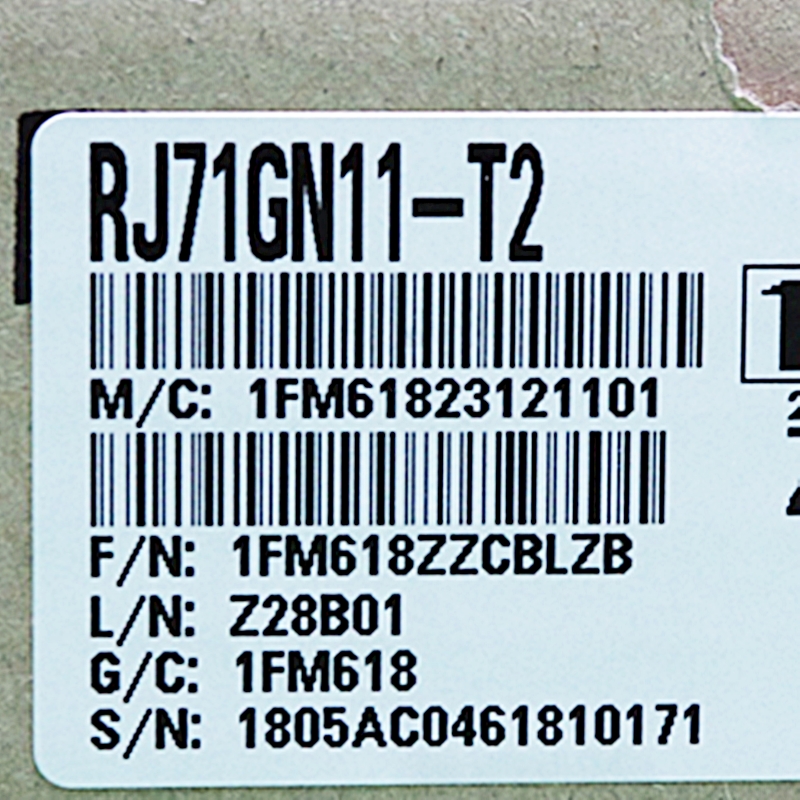 RJ71GN11-T2
M/C: 1FM61823121101
F/N: 1FM618ZZCBLZB
L/N: Z28B01
G/C: 1FM618
S/N: 1805AC0461810171